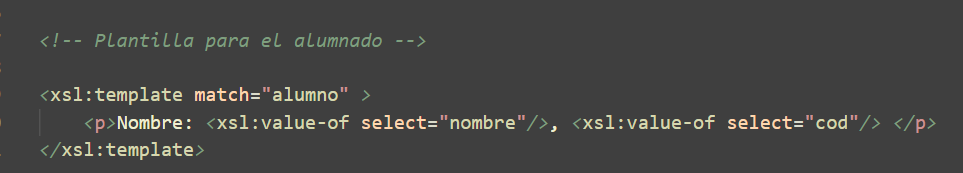 <!-- Plantilla para el alumnado -->
<xsl:template match="alumno" >
<p>Nombre: <xsl:value-of select="nombre"/>, <xsl:value-of select="cod"/> </p>
</xsl:template>